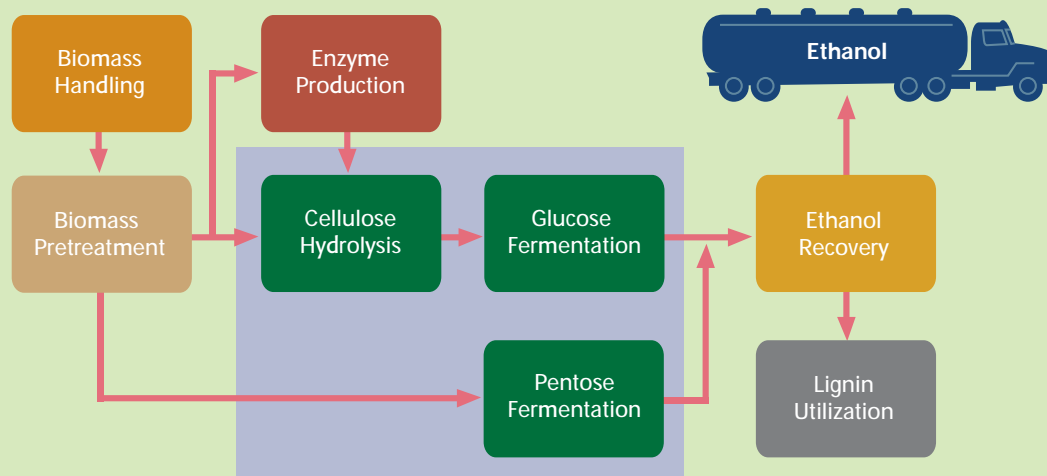 Biomass
Handling
Enzyme
Production
Ethanol
Biomass
Pretreatment
Cellulose
Hydrolysis
Glucose
Fermentation
Ethanol
Recovery
Pentose
Fermentation
Lignin
Utilization